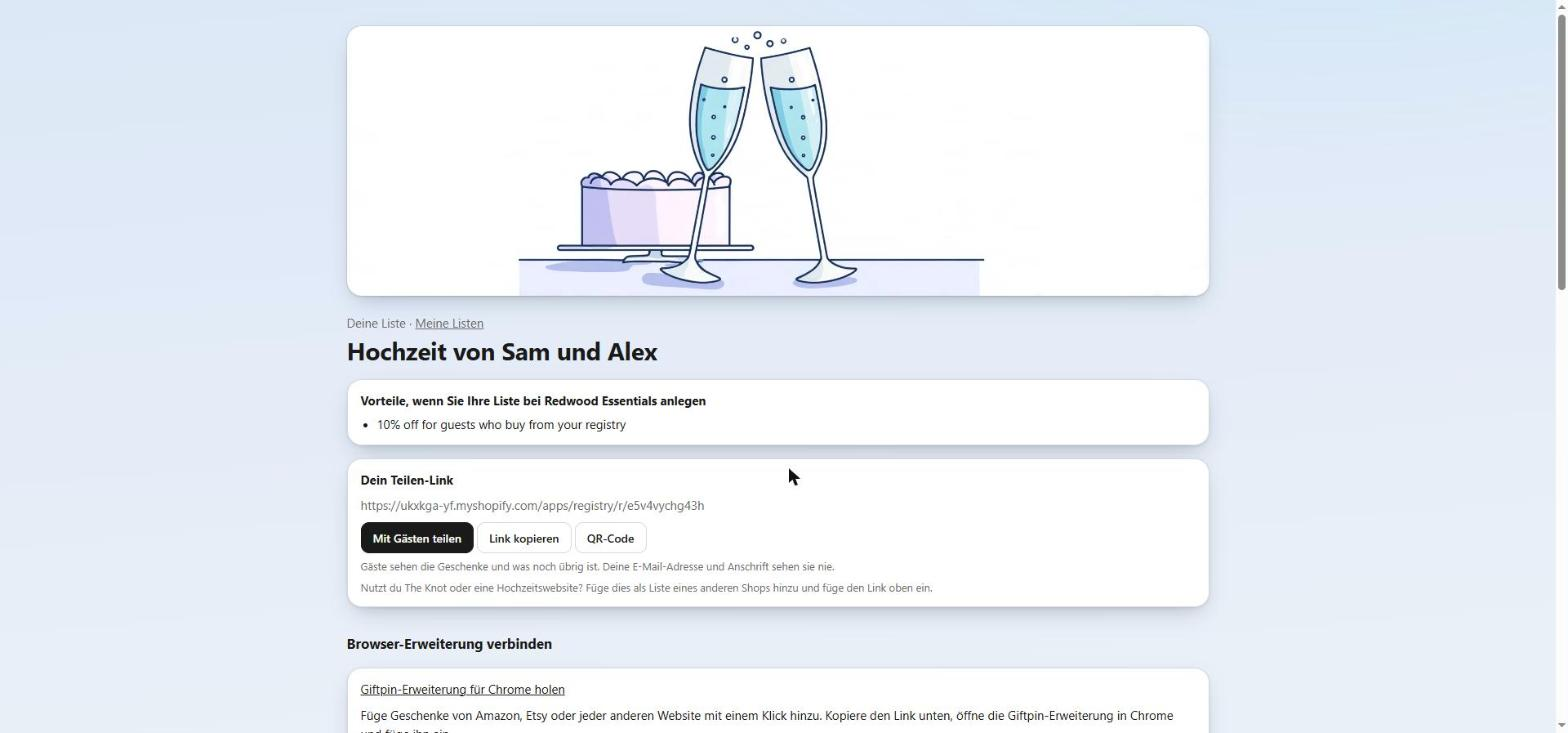 Deine Liste · Meine Listen
Hochzeit von Sam und Alex
Vorteile, wenn Sie Ihre Liste bei Redwood Essentials anlegen
• 10% off for guests who buy from your registry
Dein Teilen-Link
https://ukxkga-yf.myshopify.com/apps/registry/r/e5v4vychg43h
Mit Gästen teilen Link kopieren QR-Code
Gäste sehen die Geschenke und was noch übrig ist. Deine E-Mail-Adresse und Anschrift sehen sie nie.
Nutzt du The Knot oder eine Hochzeitswebsite? Füge dies als Liste eines anderen Shops hinzu und füge den Link oben ein.
Browser-Erweiterung verbinden
Giftpin-Erweiterung für Chrome holen
Füge Geschenke von Amazon, Etsy oder jeder anderen Website mit einem Klick hinzu. Kopiere den Link unten, öffne die Giftpin-Erweiterung in Chrome
und füge ihn ein.